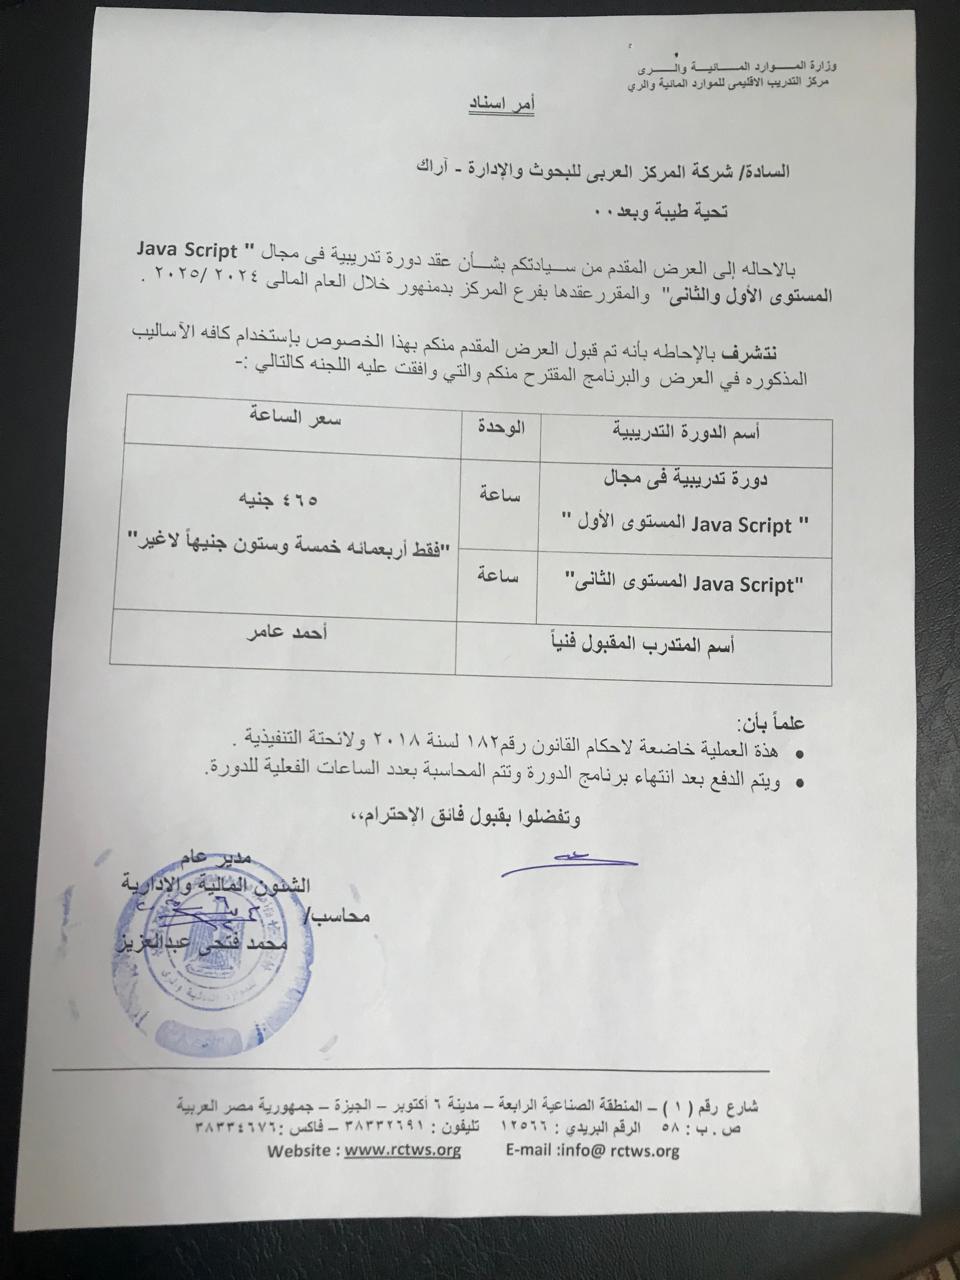 وزارة المـــوارد المـــائيـــة والــرى
مركز التدريب الاقليمى للموارد المائية والري
أمر اسناد
السادة/ شركة المركز العربى للبحوث والإدارة - آراك
تحية طيبة وبعد٠٠
بالاحاله إلى العرض المقدم من سيادتكم بشأن عقد دورة تدريبية فى مجال " Java Script
المستوى الأول والثانى" والمقررعقدها بفرع المركز بدمنهور خلال العام المالى ٢٠٢٤ /٢٠٢٥ .
نتشرف بالإحاطه بأنه تم قبول العرض المقدم منكم بهذا الخصوص بإستخدام كافه الآساليب
المذكوره في العرض والبرنامج المقترح منكم والتي وافقت عليه اللجنه كالتالي :-
أسم الدورة التدريبية الوحدة سعر الساعة
دورة تدريبية فى مجال
" Java Script المستوى الأول " ساعة ٤٦٥ جنيه
"فقط أربعمائه خمسة وستون جنيهاً لاغير"
"Java Script المستوى الثانى" ساعة
أسم المتدرب المقبول فنياً أحمد عامر
علماً بأن:
• هذة العملية خاضعة لاحكام القانون رقم١٨٢ لسنة ٢٠١٨ ولائحتة التنفيذية .
• ويتم الدفع بعد انتهاء برنامج الدورة وتتم المحاسبة بعدد الساعات الفعلية للدورة.
وتفضلوا بقبول فائق الإحترام،،
مدير عام
الشئون المالية والإدارية
محاسب/
محمد فتحى عبدالعزيز
شارع رقم ( ١ ) – المنطقة الصناعية الرابعة – مدينة ٦ أكتوبر – الجيزة – جمهورية مصر العربية
ص . ب : ٥٨ الرقم البريدي : ١٢٥٦٦ تليفون : ٣٨٣٣٢٦٩١ – فاكس :٣٨٣٣٤٦٧٦
Website : www.rctws.org E-mail :info@ rctws.org